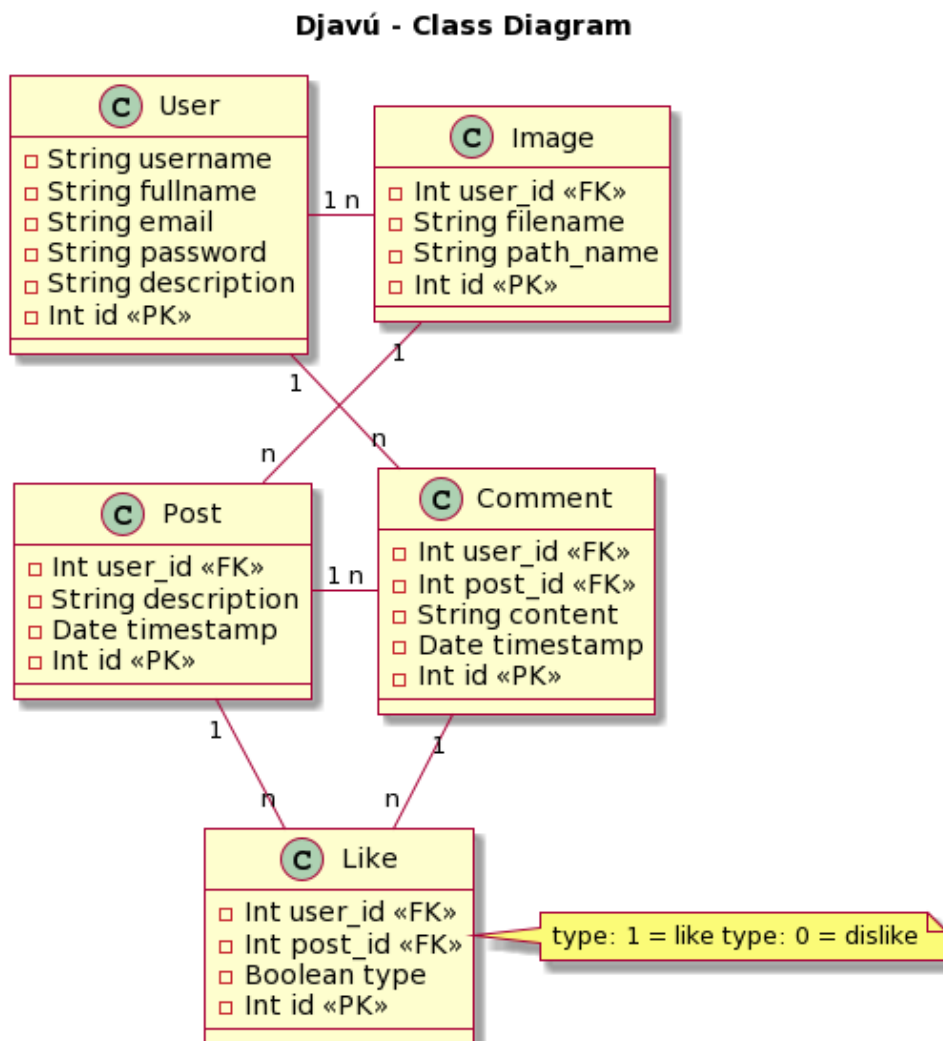 Djavú - Class Diagram
C User
String username
String fullname
String email
String password
String description
Int id «PK»
C Image
Int user_id «FK»
String filename
String path_name
Int id «PK»
1 n
1
1
n
n
C Post
Int user_id «FK»
String description
Date timestamp
Int id «PK»
C Comment
Int user_id «FK»
Int post_id «FK»
String content
Date timestamp
Int id «PK»
1 n
1
1
n
n
C Like
Int user_id «FK»
Int post_id «FK»
Boolean type
Int id «PK»
type: 1 = like type: 0 = dislike